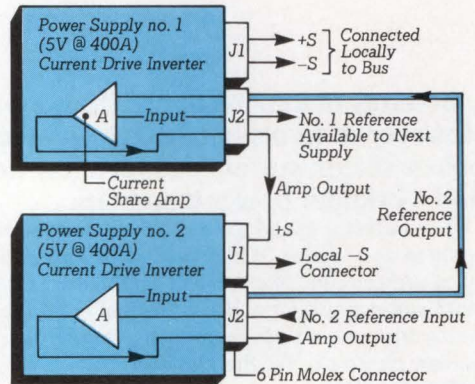 Power Supply no. 1
(5V @ 400A)
Current Drive Inverter
J1
+S
–S
Connected
Locally
to Bus
A
Input
J2
No. 1 Reference
Available to Next
Supply
Current
Share Amp
Amp Output
No. 2
Reference
Output
+S
Power Supply no. 2
(5V @ 400A)
Current Drive Inverter
J1
Local –S
Connector
A
Input
J2
No. 2 Reference Input
Amp Output
6 Pin Molex Connector